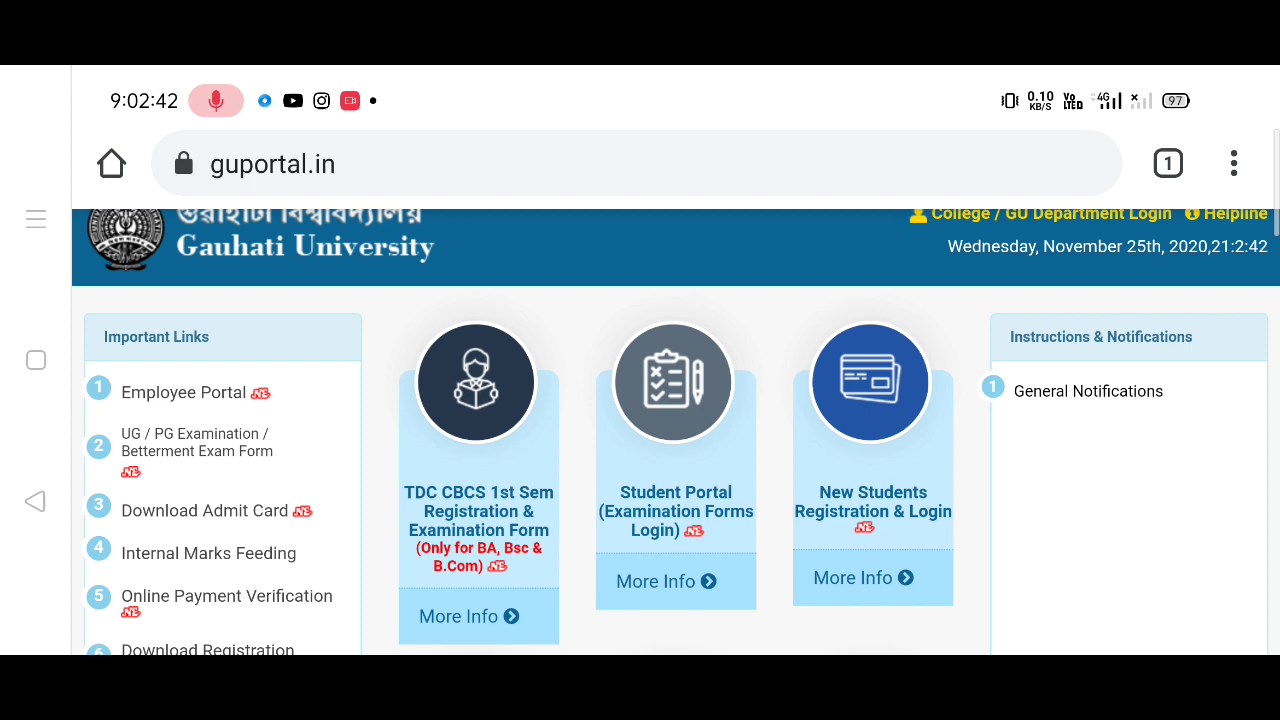 9:02:42
0.10 KB/S
Vo LTED
4G
97
guportal.in
1
গুৱাহাটী বিশ্ববিদ্যালয়
Gauhati University
College / GU Department Login
Helpline
Wednesday, November 25th, 2020,21:2:42
Important Links
1 Employee Portal
2 UG / PG Examination /
Betterment Exam Form
3 Download Admit Card
4 Internal Marks Feeding
5 Online Payment Verification
6 Download Registration
TDC CBCS 1st Sem
Registration &
Examination Form
(Only for BA, Bsc &
B.Com)
More Info
Student Portal
(Examination Forms
Login)
More Info
New Students
Registration & Login
More Info
Instructions & Notifications
1 General Notifications